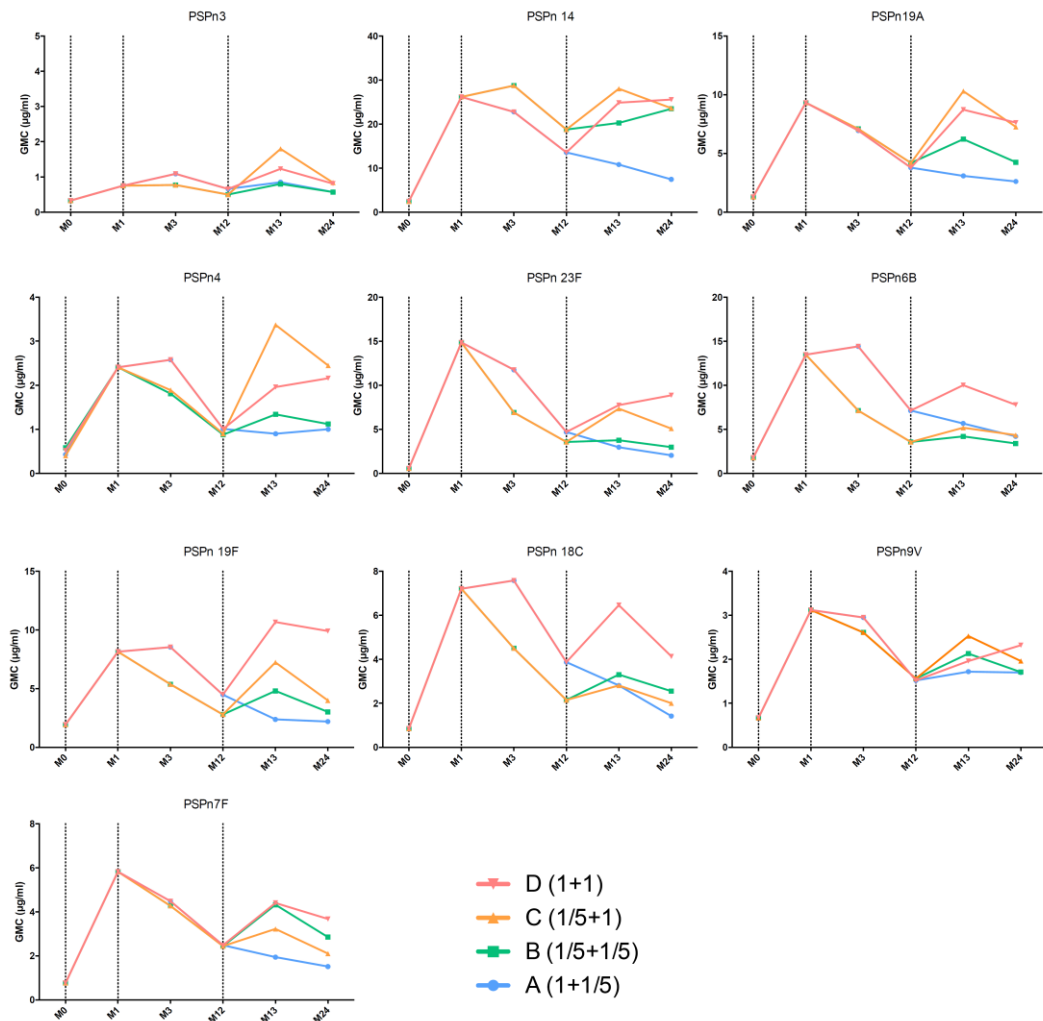 PSPn3
GMC (µg/ml)
5
4
3
2
1
0
M0
M1
M3
M12
M13
M24
PSPn 14
GMC (µg/ml)
40
30
20
10
0
M0
M1
M3
M12
M13
M24
PSPn19A
GMC (µg/ml)
15
10
5
0
M0
M1
M3
M12
M13
M24
PSPn4
GMC (µg/ml)
4
3
2
1
0
M0
M1
M3
M12
M13
M24
PSPn 23F
GMC (µg/ml)
20
15
10
5
0
M0
M1
M3
M12
M13
M24
PSPn6B
GMC (µg/ml)
20
15
10
5
0
M0
M1
M3
M12
M13
M24
PSPn 19F
GMC (µg/ml)
15
10
5
0
M0
M1
M3
M12
M13
M24
PSPn 18C
GMC (µg/ml)
8
6
4
2
0
M0
M1
M3
M12
M13
M24
PSPn9V
GMC (µg/ml)
4
3
2
1
0
M0
M1
M3
M12
M13
M24
PSPn7F
GMC (µg/ml)
8
6
4
2
0
M0
M1
M3
M12
M13
M24
D (1+1)
C (1/5+1)
B (1/5+1/5)
A (1+1/5)